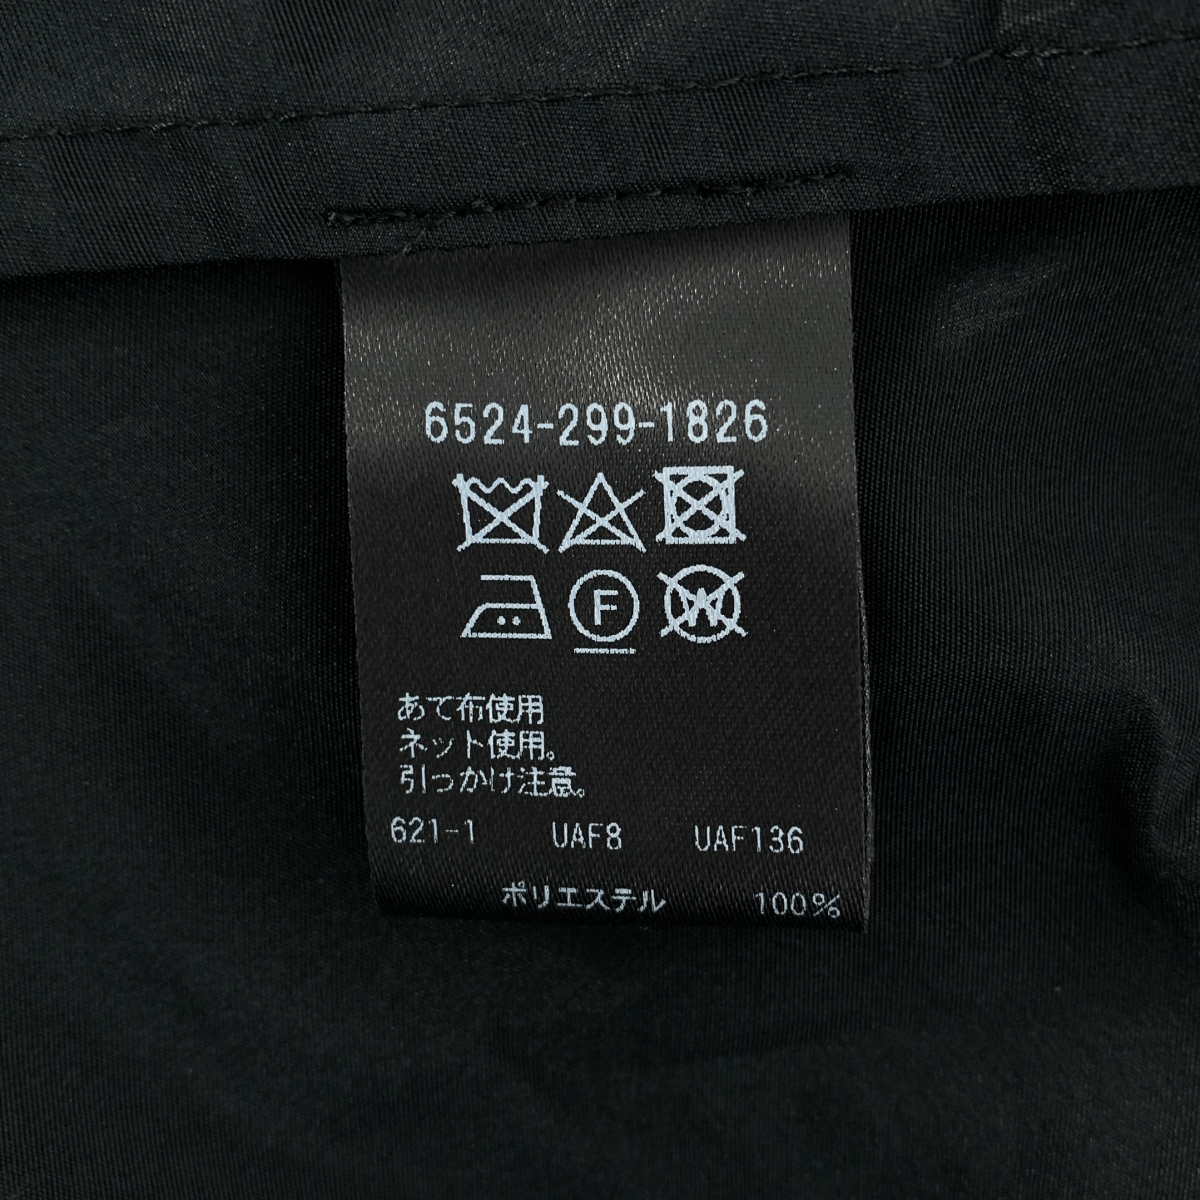 6524-299-1826
F W
あて布使用
ネット使用。
引っかけ注意。
621-1 UAF8 UAF136
ポリエステル 100%